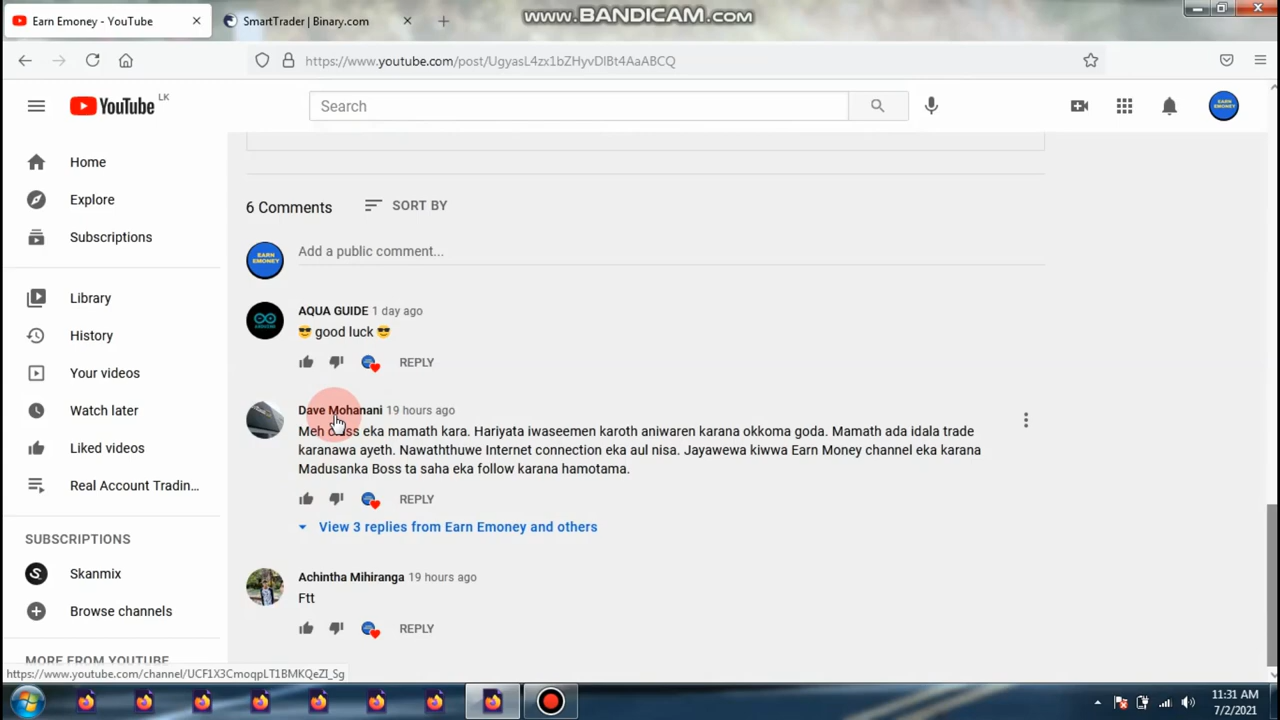 Earn Emoney - YouTube
SmartTrader | Binary.com
www.BANDICAM.com
https://www.youtube.com/post/UgyasL4zx1bZHyvDlBt4AaABCQ
YouTube LK
Search
EARN EMONEY
Home
Explore
Subscriptions
Library
History
Your videos
Watch later
Liked videos
Real Account Tradin...
SUBSCRIPTIONS
Skanmix
Browse channels
MORE FROM YOUTUBE
6 Comments
SORT BY
EARN EMONEY
Add a public comment...
AQUA GUIDE 1 day ago
😎 good luck 😎
REPLY
Dave Mohanani 19 hours ago
Meh class eka mamath kara. Hariyata iwaseemen karoth aniwaren karana okkoma goda. Mamath ada idala trade
karanawa ayeth. Nawaththuwe Internet connection eka aul nisa. Jayawewa kiwwa Earn Money channel eka karana
Madusanka Boss ta saha eka follow karana hamotama.
REPLY
View 3 replies from Earn Emoney and others
Achintha Mihiranga 19 hours ago
Ftt
REPLY
https://www.youtube.com/channel/UCF1X3CmoqpLT1BMKQeZI_Sg
11:31 AM
7/2/2021